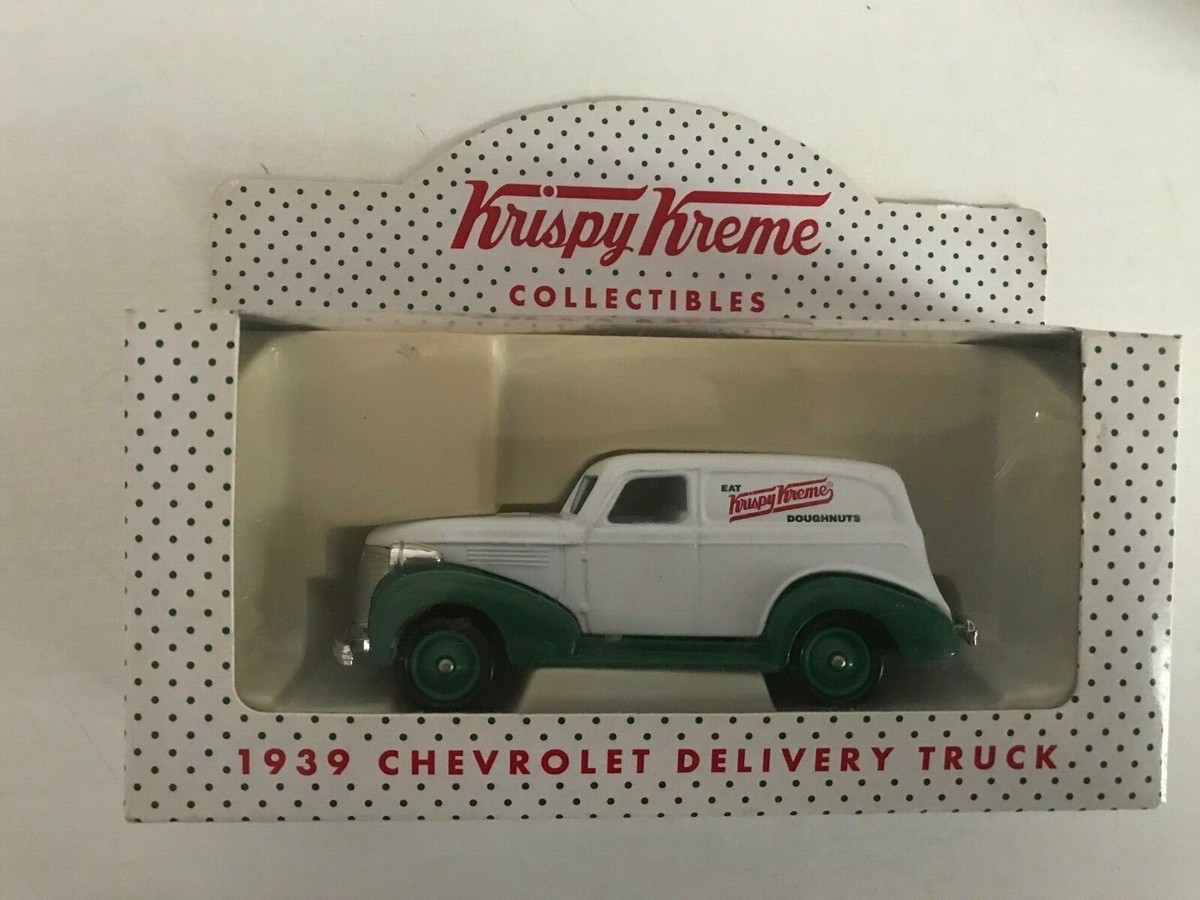 Krispy Kreme
COLLECTIBLES
EAT
Krispy Kreme®
DOUGHNUTS
1939 CHEVROLET DELIVERY TRUCK